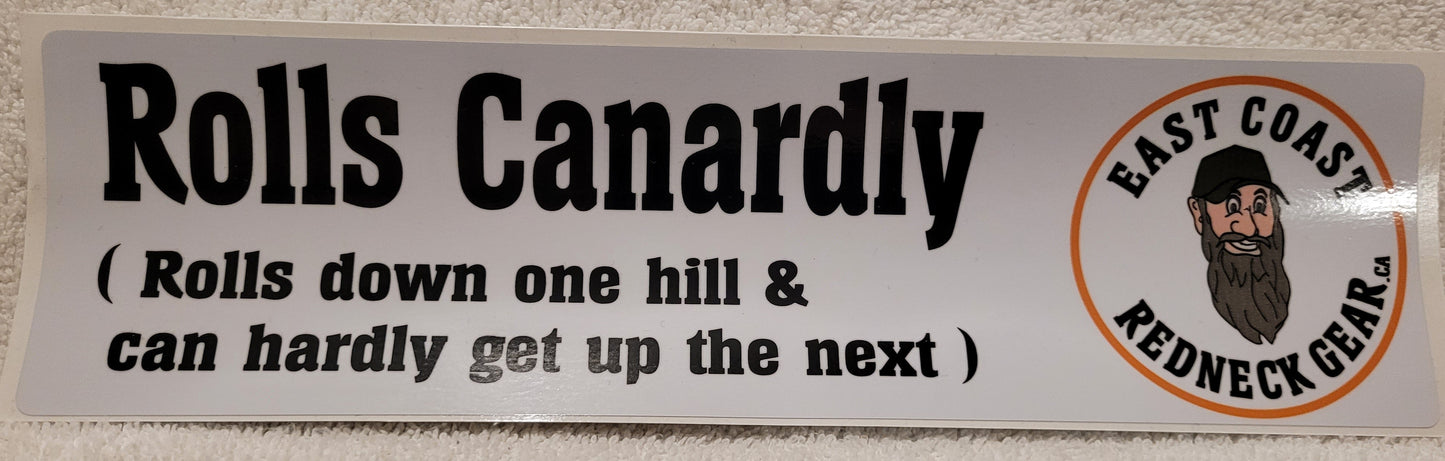 Rolls Canardly
( Rolls down one hill &
can hardly get up the next )
EAST COAST
REDNECK GEAR.CA